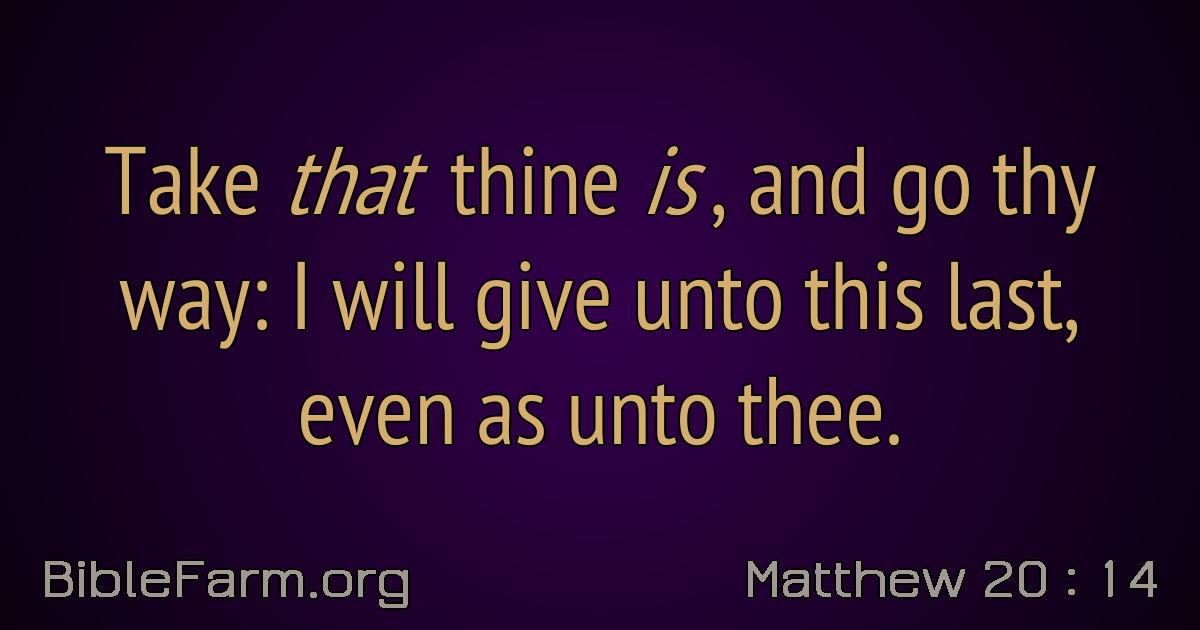 Take that thine is, and go thy
way: I will give unto this last,
even as unto thee.
BibleFarm.org
Matthew 20 : 14